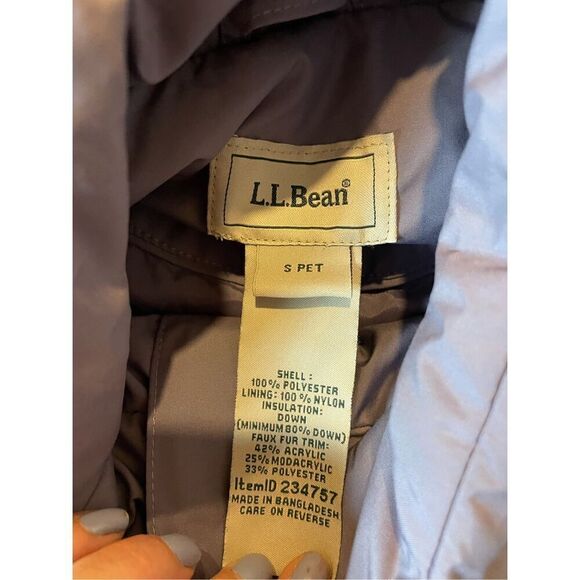 L.L.Bean®
S PET
SHELL:
100% POLYESTER
LINING: 100% NYLON
INSULATION:
DOWN
(MINIMUM 80% DOWN)
FAUX FUR TRIM:
42% ACRYLIC
25% MODACRYLIC
33% POLYESTER
ItemID 234757
MADE IN BANGLADESH
CARE ON REVERSE